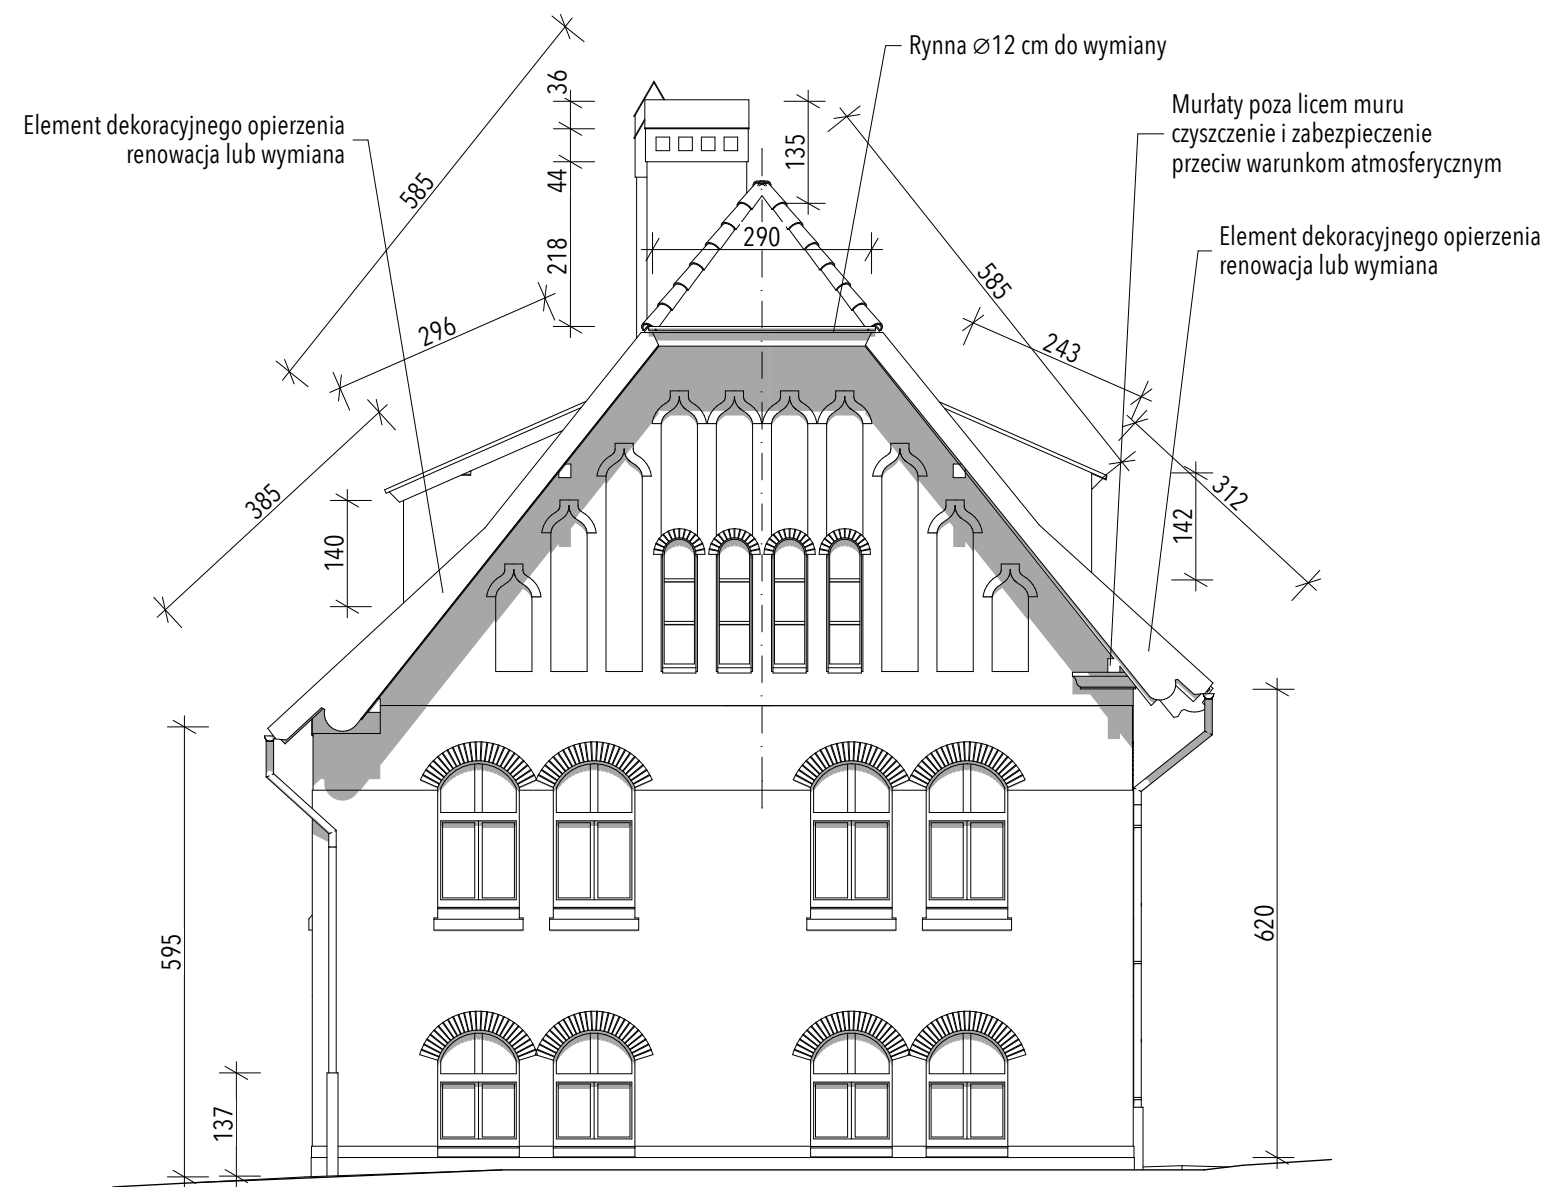 Rynna ⌀12 cm do wymiany
Element dekoracyjnego opierzenia
renowacja lub wymiana
Murłaty poza licem muru
czyszczenie i zabezpieczenie
przeciw warunkom atmosferycznym
Element dekoracyjnego opierzenia
renowacja lub wymiana
585
36
44
218
135
290
585
296
243
385
140
312
142
595
137
620